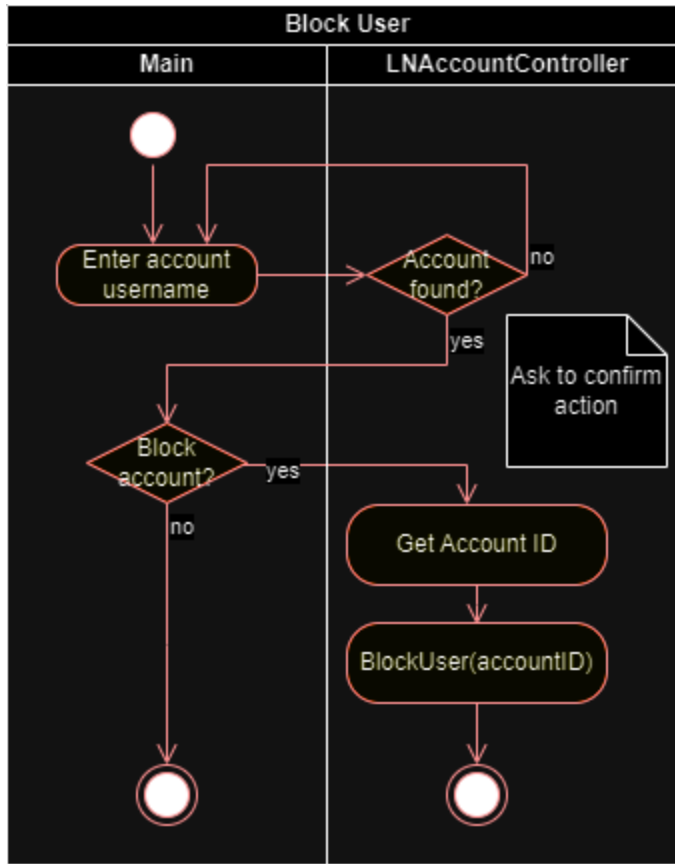 Block User
Main
LNAccountController
Enter account
username
Account
found?
no
yes
Ask to confirm
action
Block
account?
yes
no
Get Account ID
BlockUser(accountID)